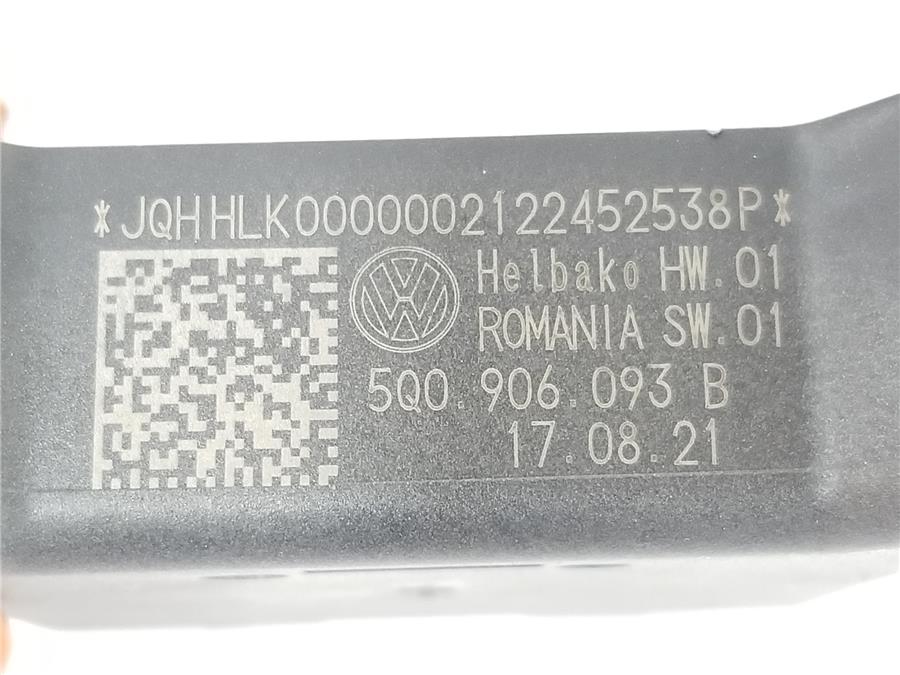 *JQHHLK0000002122452538P*
Helbako HW.01
ROMANIA SW.01
5Q0.906.093 B
17.08.21